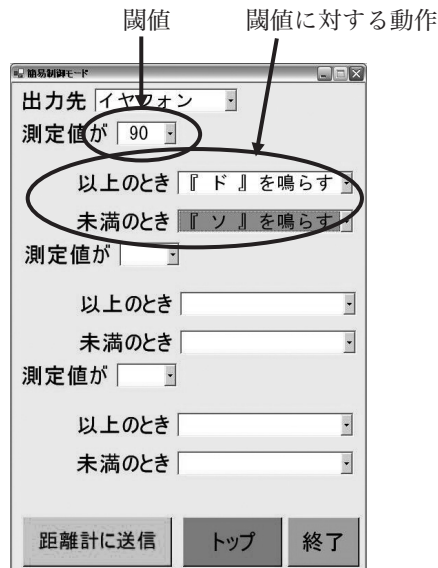 閾値 閾値に対する動作
簡易制御モード
出力先 イヤフォン
測定値が 90
以上のとき 『 ド 』を鳴らす
未満のとき 『 ソ 』を鳴らす
測定値が
以上のとき
未満のとき
測定値が
以上のとき
未満のとき
距離計に送信 トップ 終了